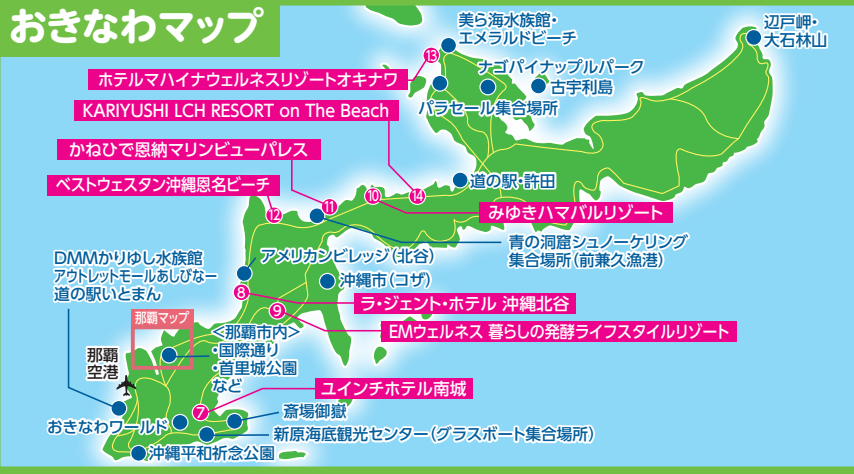 おきなわマップ
美ら海水族館・
エメラルドビーチ
辺戸岬・
大石林山
⑬
ホテルマハイナウェルネスリゾートオキナワ
ナゴパイナップルパーク
古宇利島
KARIYUSHI LCH RESORT on The Beach
パラセール集合場所
かねひで恩納マリンビューパレス
ベストウェスタン沖縄恩名ビーチ
道の駅・許田
⑩
⑭
⑪
⑫
みゆきハマバルリゾート
青の洞窟シュノーケリング
集合場所（前兼久漁港）
DMMかりゆし水族館
アウトレットモールあしびなー
道の駅いとまん
アメリカンビレッジ（北谷）
沖縄市（コザ）
⑧
ラ・ジェント・ホテル 沖縄北谷
⑨
EMウェルネス 暮らしの発酵ライフスタイルリゾート
那覇マップ
＜那覇市内＞
・国際通り
・首里城公園
など
那覇
空港
ユインチホテル南城
⑦
斎場御嶽
おきなわワールド
新原海底観光センター（グラスボート集合場所）
沖縄平和祈念公園